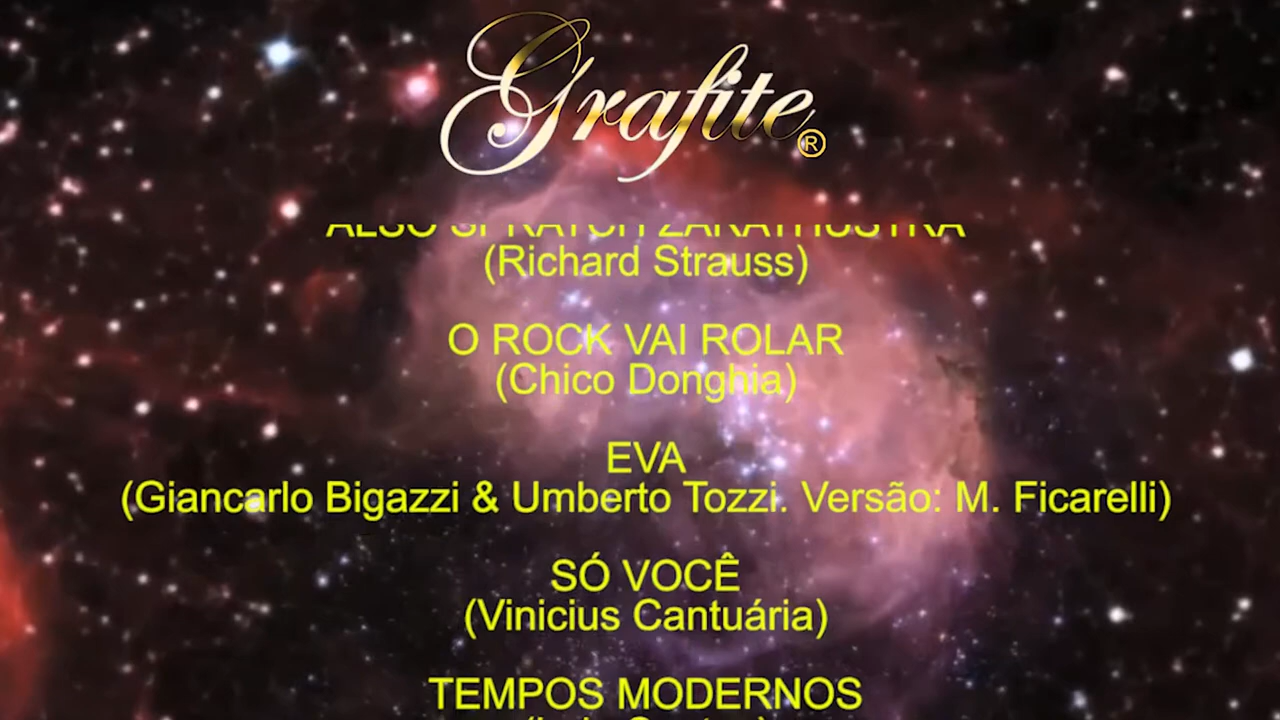 Grafite®
(Richard Strauss)
O ROCK VAI ROLAR
(Chico Donghia)
EVA
(Giancarlo Bigazzi & Umberto Tozzi. Versão: M. Ficarelli)
SÓ VOCÊ
(Vinicius Cantuária)
TEMPOS MODERNOS